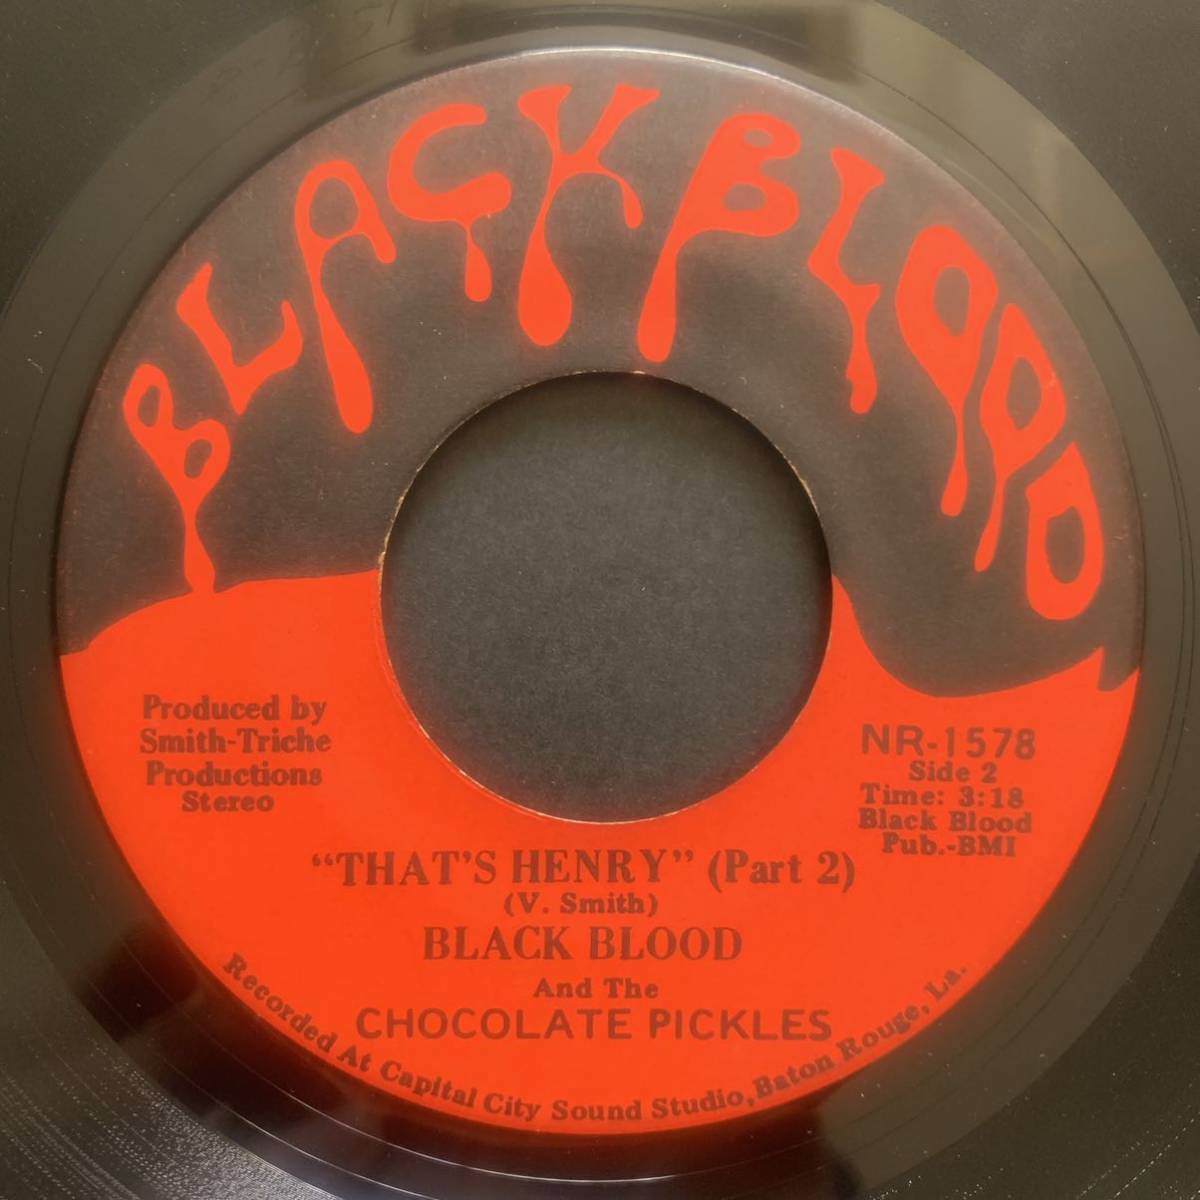 BLACK BLOOD
Produced by
Smith-Triche
Productions
Stereo
NR-1578
Side 2
Time: 3:18
Black Blood
Pub.-BMI
“THAT’S HENRY” (Part 2)
(V. Smith)
BLACK BLOOD
And The
CHOCOLATE PICKLES
Recorded At Capital City Sound Studio, Baton Rouge, La.